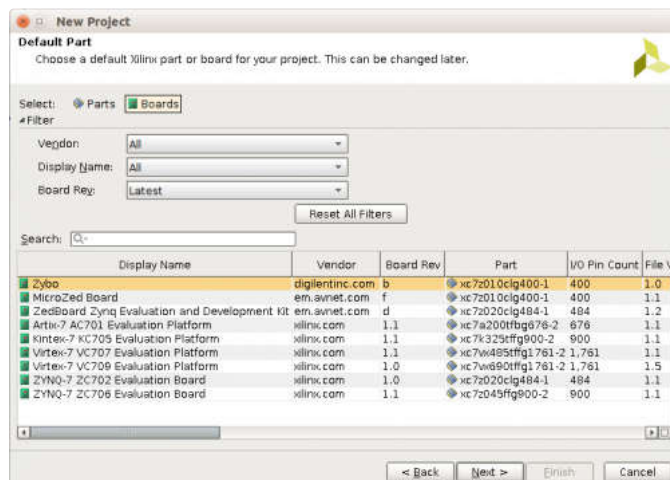 New Project
Default Part
Choose a default Xilinx part or board for your project. This can be changed later.
Select: Parts Boards
Filter
Vendor: All
Display Name: All
Board Rev: Latest
Reset All Filters
Search:
Display Name Vendor Board Rev Part I/O Pin Count File V
Zybo digilentinc.com b xc7z010clg400-1 400 1.0
MicroZed Board em.avnet.com f xc7z010clg400-1 400 1.1
ZedBoard Zynq Evaluation and Development Kit em.avnet.com d xc7z020clg484-1 484 1.2
Artix-7 AC701 Evaluation Platform xilinx.com 1.1 xc7a200tfbg676-2 676 1.1
Kintex-7 KC705 Evaluation Platform xilinx.com 1.1 xc7k325tffg900-2 900 1.1
Virtex-7 VC707 Evaluation Platform xilinx.com 1.1 xc7vx485tffg1761-2 1,761 1.1
Virtex-7 VC709 Evaluation Platform xilinx.com 1.0 xc7vx690tffg1761-2 1,761 1.5
ZYNQ-7 ZC702 Evaluation Board xilinx.com 1.0 xc7z020clg484-1 484 1.1
ZYNQ-7 ZC706 Evaluation Board xilinx.com 1.1 xc7z045ffg900-2 900 1.1
< Back Next > Finish Cancel